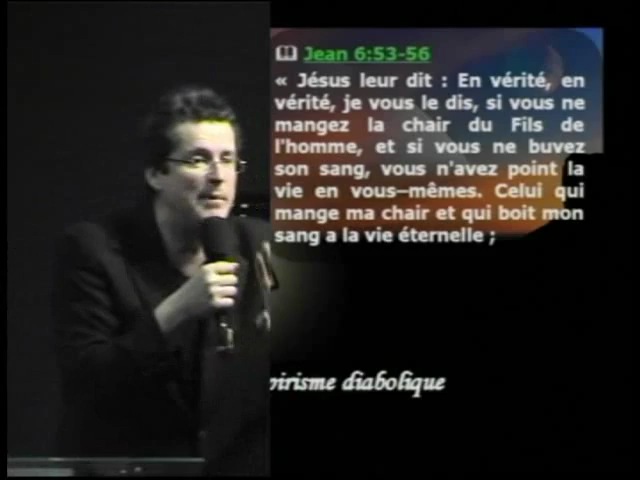 Jean 6:53-56
« Jésus leur dit : En vérité, en
vérité, je vous le dis, si vous ne
mangez la chair du Fils de
l'homme, et si vous ne buvez
son sang, vous n'avez point la
vie en vous–mêmes. Celui qui
mange ma chair et qui boit mon
sang a la vie éternelle ;
diabolique